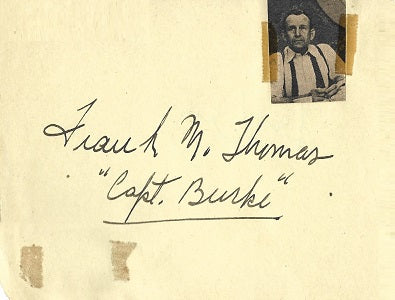 Frank M. Thomas
"Capt. Burke"